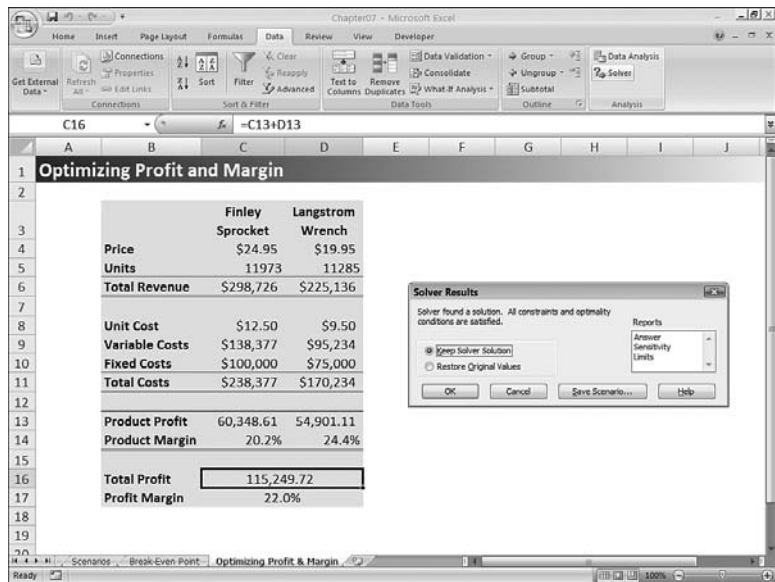 Chapter07 - Microsoft Excel
Home Insert Page Layout Formulas Data Review View Developer
Get External Data
Refresh All
Connections
Properties
Edit Links
Connections
Sort
Filter
Clear
Reapply
Advanced
Sort & Filter
Text to Columns
Remove Duplicates
Data Validation
Consolidate
What-If Analysis
Data Tools
Group
Ungroup
Subtotal
Outline
Data Analysis
Solver
Analysis
C16 fx =C13+D13
A B C D E F G H I J
1 Optimizing Profit and Margin
2
3 Finley Sprocket Langstrom Wrench
4 Price $24.95 $19.95
5 Units 11973 11285
6 Total Revenue $298,726 $225,136
7
8 Unit Cost $12.50 $9.50
9 Variable Costs $138,377 $95,234
10 Fixed Costs $100,000 $75,000
11 Total Costs $238,377 $170,234
12
13 Product Profit 60,348.61 54,901.11
14 Product Margin 20.2% 24.4%
15
16 Total Profit 115,249.72
17 Profit Margin 22.0%
18
19
20
Solver Results
Solver found a solution. All constraints and optimality
conditions are satisfied.
Reports
Answer
Sensitivity
Limits
Keep Solver Solution
Restore Original Values
OK Cancel Save Scenario... Help
Scenarios Break-Even Point Optimizing Profit & Margin
Ready 100%